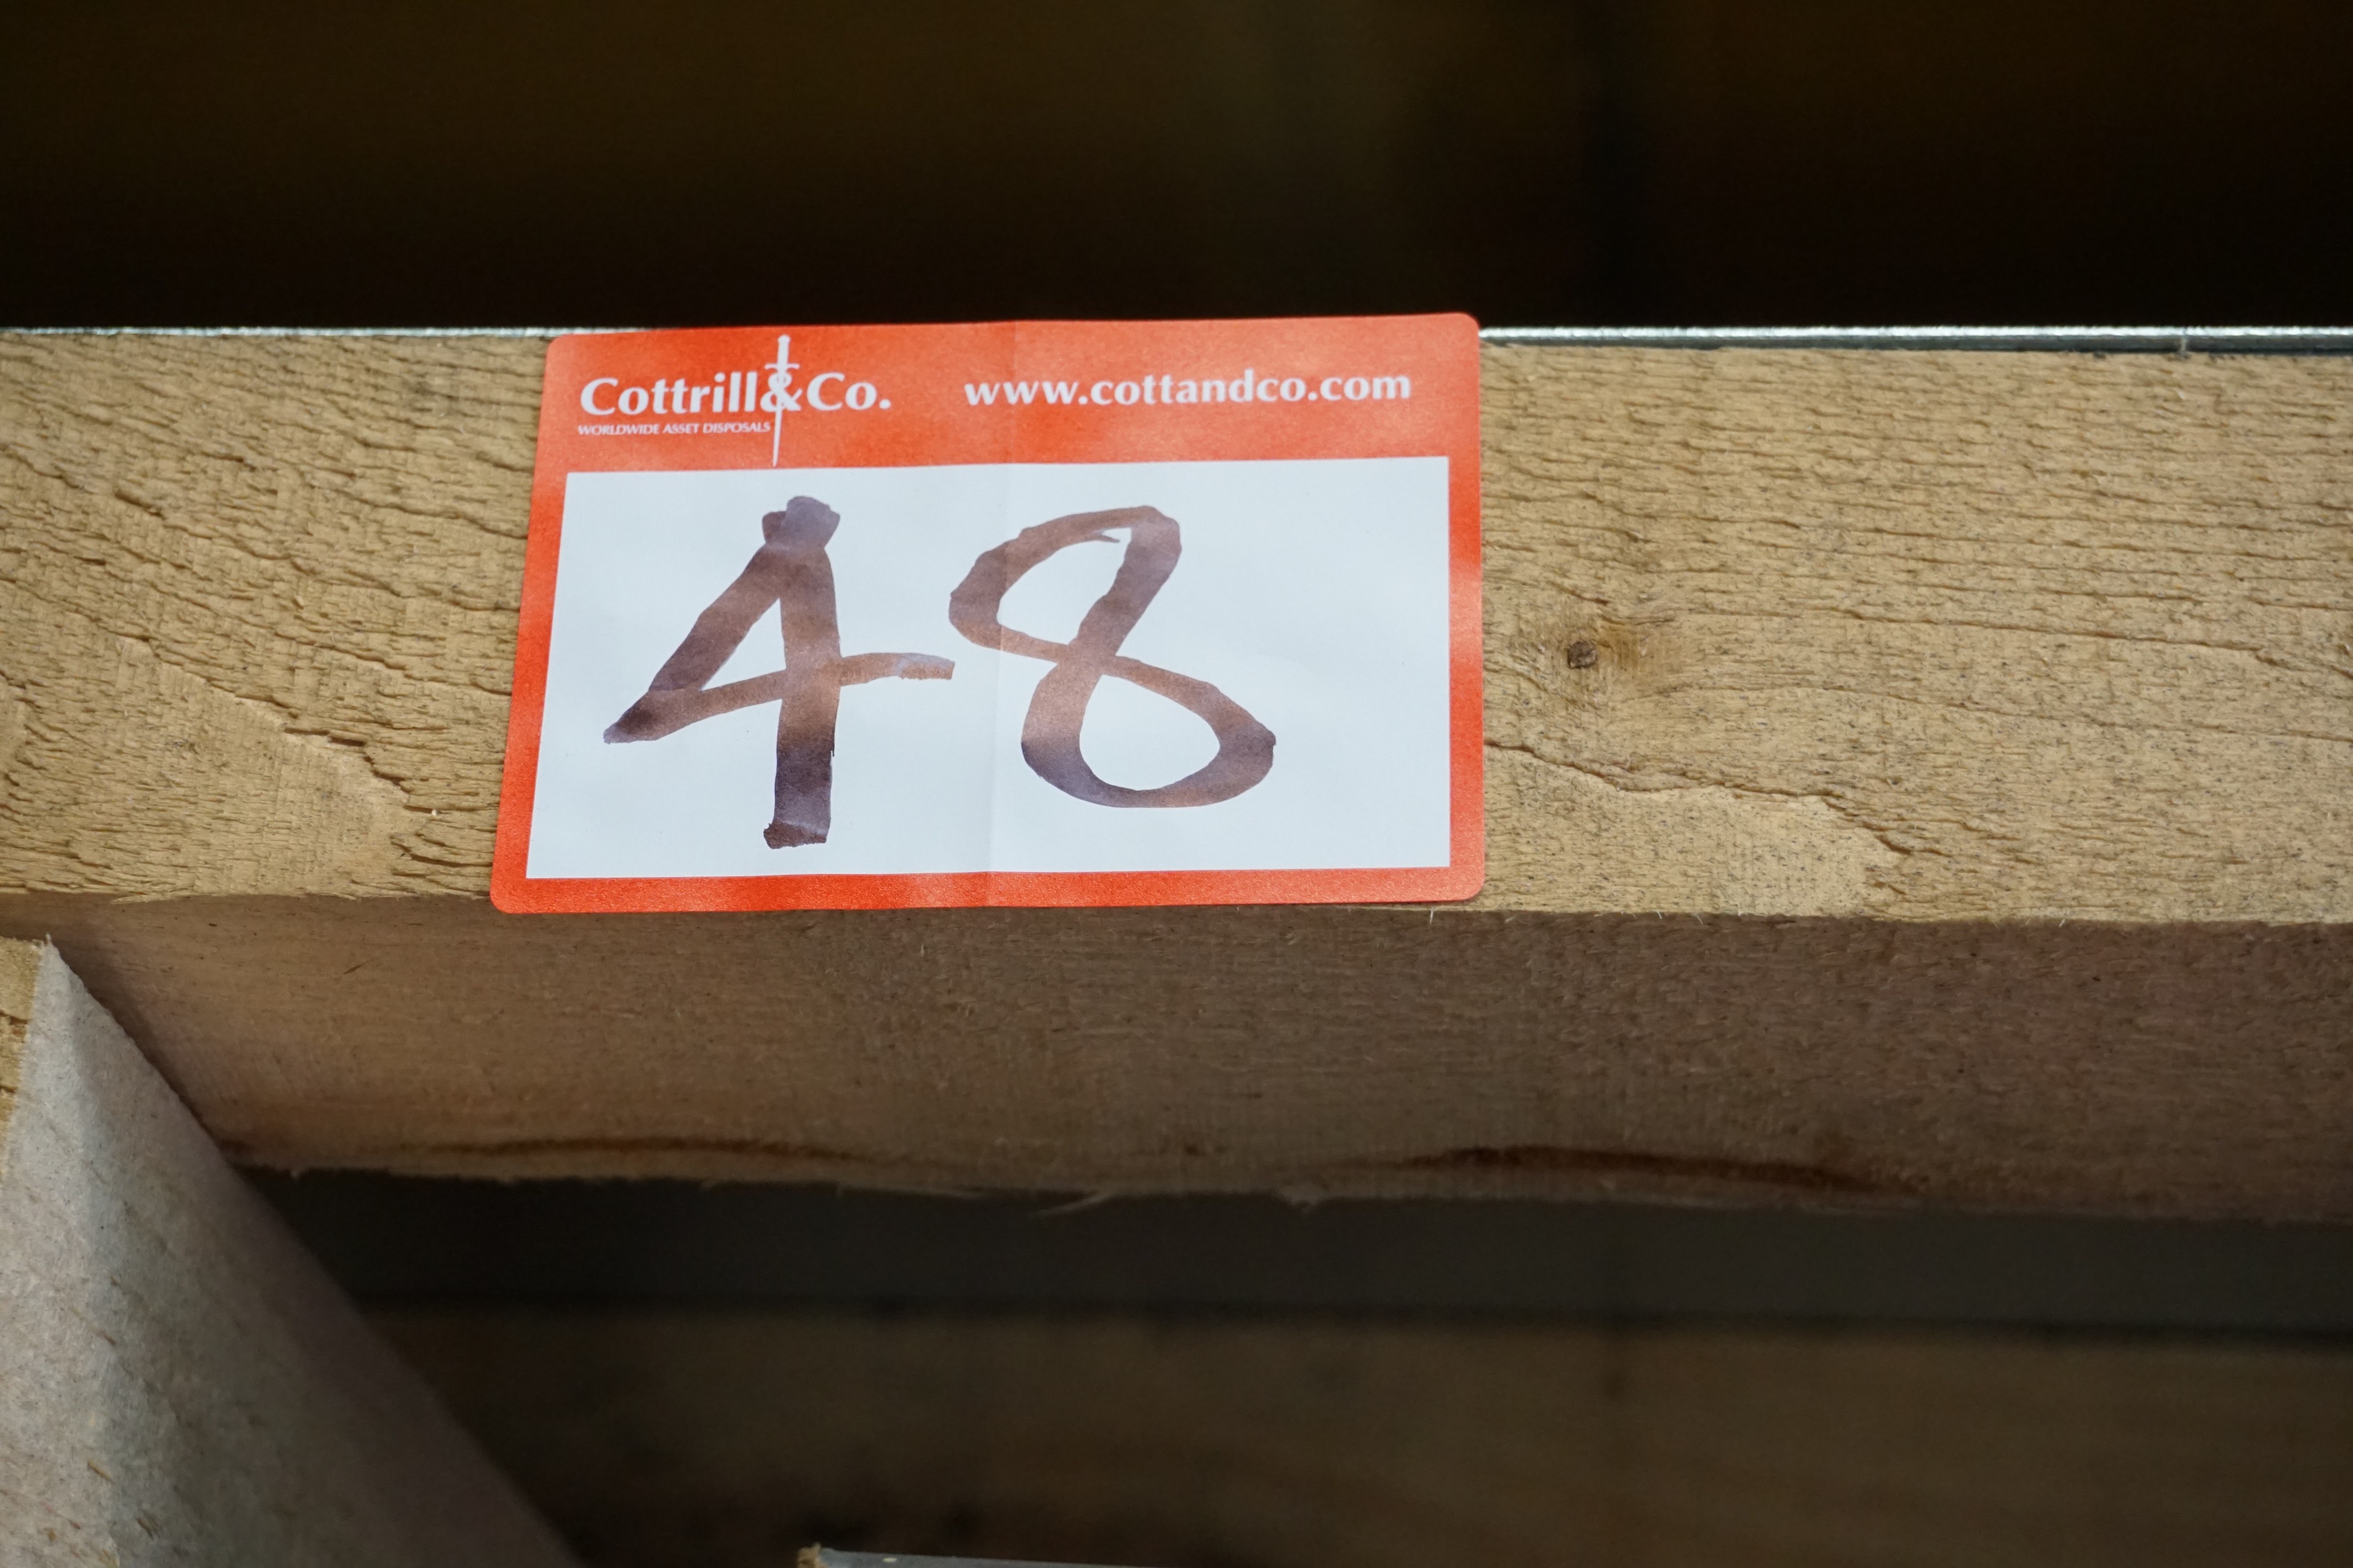 Cottrill&Co. www.cottandco.com
WORLDWIDE ASSET DISPOSALS
48